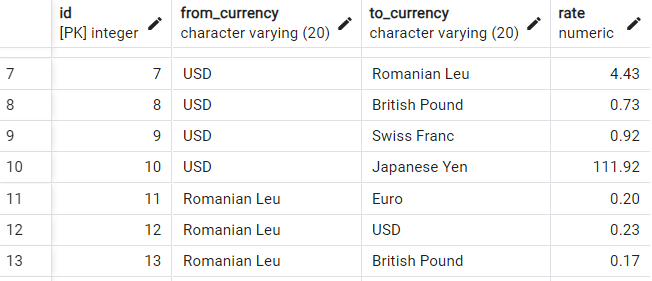 id from_currency to_currency rate
[PK] integer character varying (20) character varying (20) numeric
7 7 USD Romanian Leu 4.43
8 8 USD British Pound 0.73
9 9 USD Swiss Franc 0.92
10 10 USD Japanese Yen 111.92
11 11 Romanian Leu Euro 0.20
12 12 Romanian Leu USD 0.23
13 13 Romanian Leu British Pound 0.17